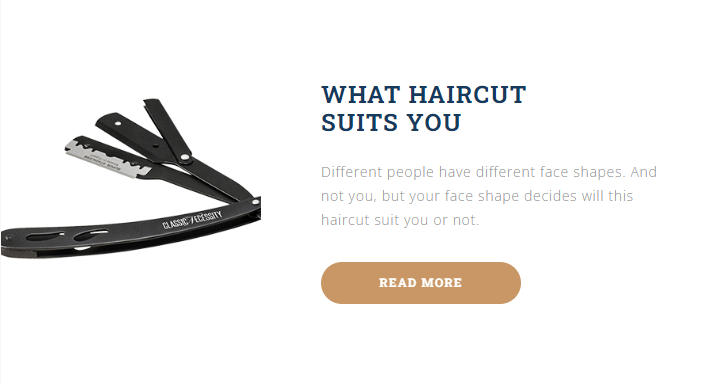 WHAT HAIRCUT
SUITS YOU
Different people have different face shapes. And
not you, but your face shape decides will this
haircut suit you or not.
READ MORE
CLASSIC